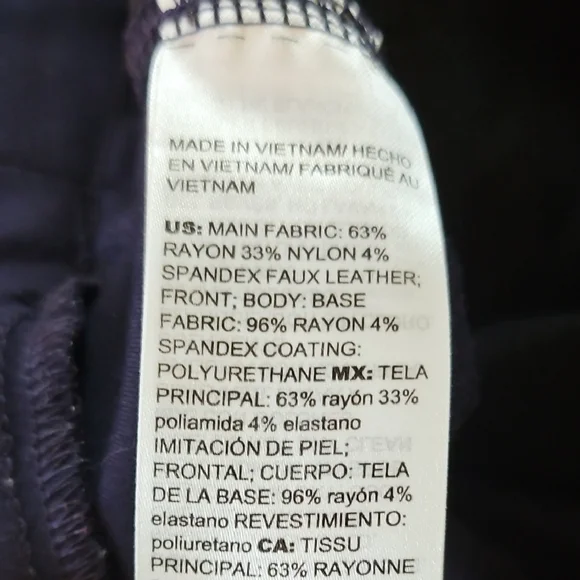 MADE IN VIETNAM/ HECHO
EN VIETNAM/ FABRIQUÉ AU
VIETNAM
US: MAIN FABRIC: 63%
RAYON 33% NYLON 4%
SPANDEX FAUX LEATHER;
FRONT; BODY: BASE
FABRIC: 96% RAYON 4%
SPANDEX COATING:
POLYURETHANE MX: TELA
PRINCIPAL: 63% rayón 33%
poliamida 4% elastano
IMITACIÓN DE PIEL;
FRONTAL; CUERPO: TELA
DE LA BASE: 96% rayón 4%
elastano REVESTIMIENTO:
poliuretano CA: TISSU
PRINCIPAL: 63% RAYONNE